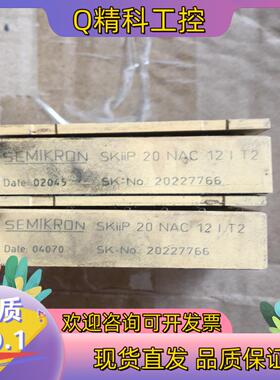 Q精科工控
SEMIKRON SKiiP 20 NAC 12 I T2
Date: 02045 SK-No. 20227766
SEMIKRON SKiiP 20 NAC 12 I T2
Date: 04070 SK-No. 20227766
质
O.1
欢迎咨询可开发票
现货直发 品质保证